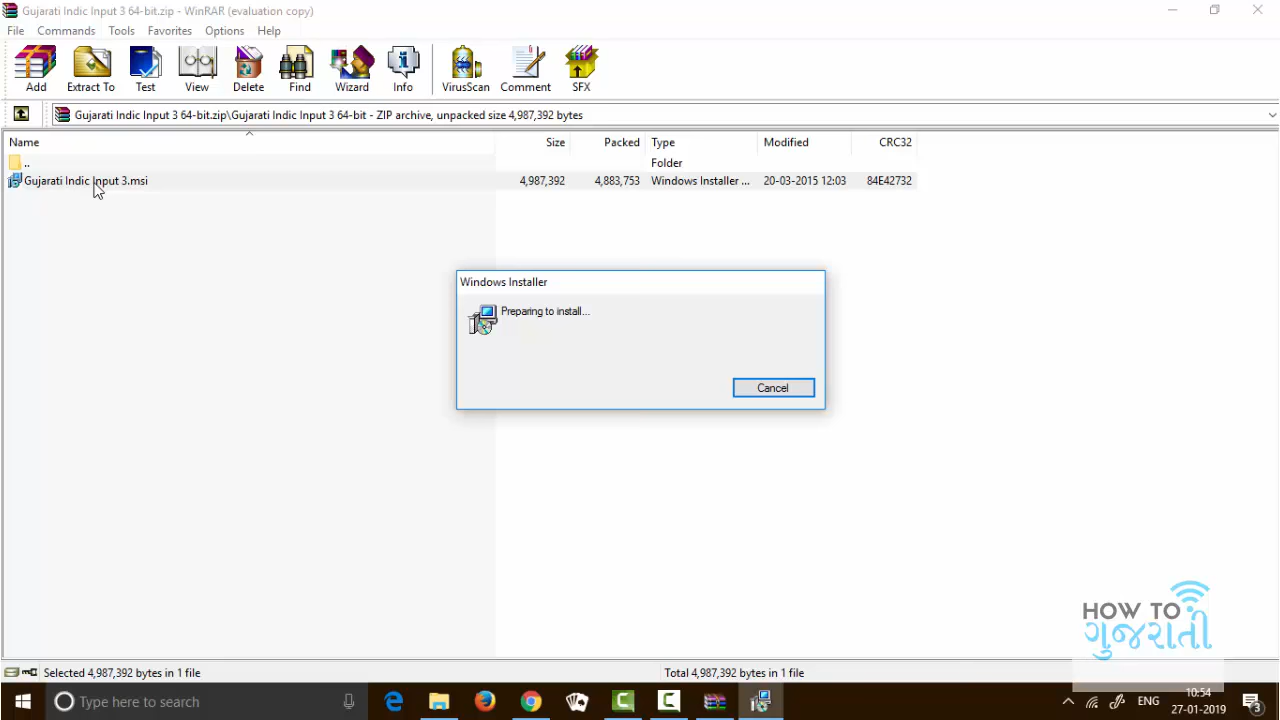 Gujarati Indic Input 3 64-bit.zip - WinRAR (evaluation copy)
File Commands Tools Favorites Options Help
Add Extract To Test View Delete Find Wizard Info VirusScan Comment SFX
Gujarati Indic Input 3 64-bit.zip\Gujarati Indic Input 3 64-bit - ZIP archive, unpacked size 4,987,392 bytes
Name Size Packed Type Modified CRC32
.. Folder
Gujarati Indic Input 3.msi 4,987,392 4,883,753 Windows Installer ... 20-03-2015 12:03 84E42732
Windows Installer
Preparing to install...
Cancel
HOW TO
ગુજરાતી
Selected 4,987,392 bytes in 1 file Total 4,987,392 bytes in 1 file
Type here to search
ENG
10:54
27-01-2019
3